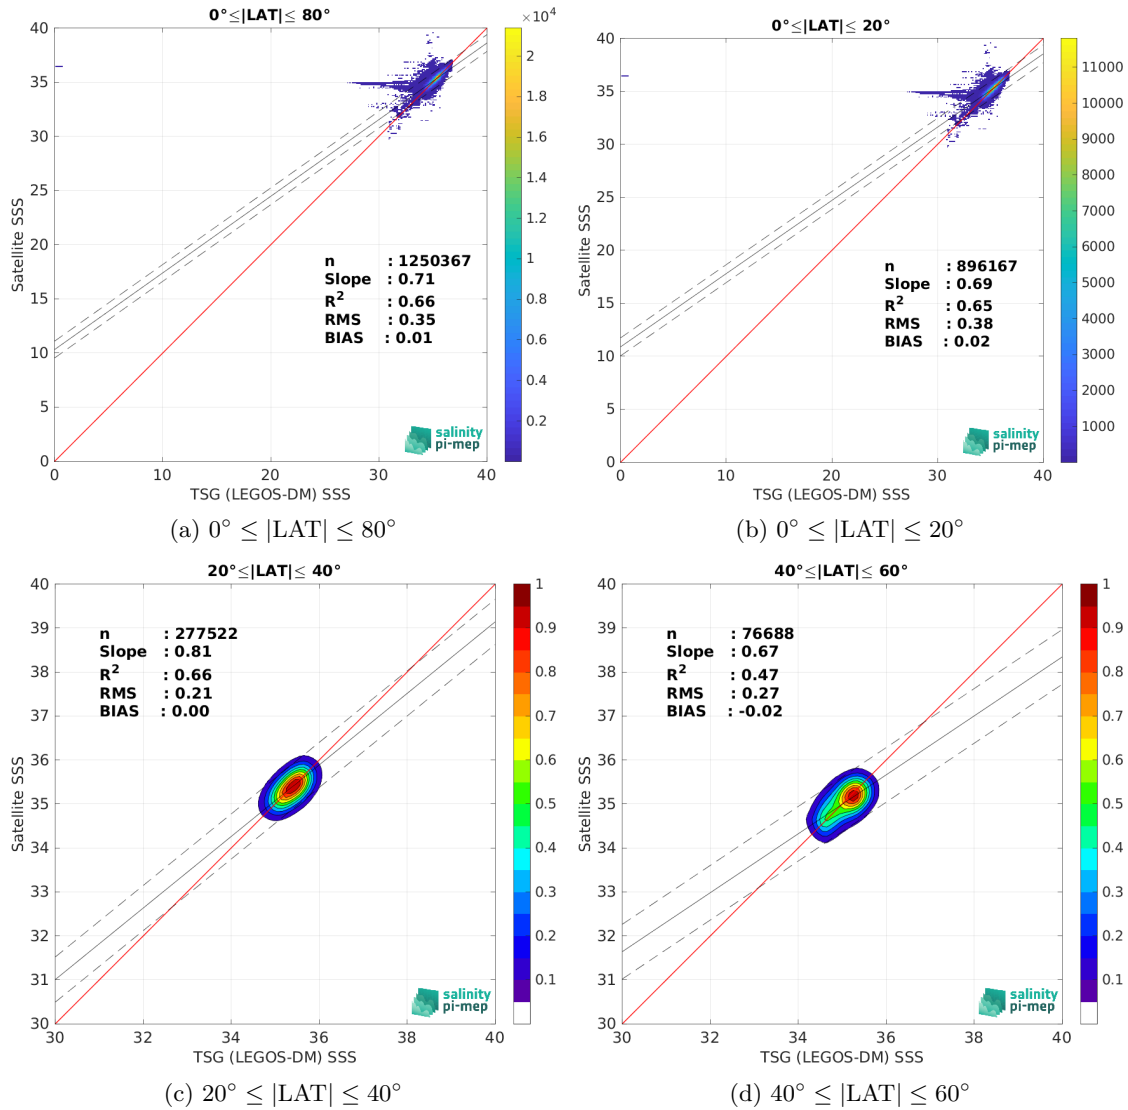 0°≤|LAT|≤ 80°
×10⁴
Satellite SSS
40
35
30
25
20
15
10
5
0
0
10
20
30
40
TSG (LEGOS-DM) SSS
n : 1250367
Slope : 0.71
R² : 0.66
RMS : 0.35
BIAS : 0.01
salinity
pi-mep
2
1.8
1.6
1.4
1.2
1
0.8
0.6
0.4
0.2
(a) 0° ≤ |LAT| ≤ 80°
0°≤|LAT|≤ 20°
Satellite SSS
40
35
30
25
20
15
10
5
0
0
10
20
30
40
TSG (LEGOS-DM) SSS
n : 896167
Slope : 0.69
R² : 0.65
RMS : 0.38
BIAS : 0.02
salinity
pi-mep
11000
10000
9000
8000
7000
6000
5000
4000
3000
2000
1000
0
(b) 0° ≤ |LAT| ≤ 20°
20°≤|LAT|≤ 40°
Satellite SSS
40
39
38
37
36
35
34
33
32
31
30
30
32
34
36
38
40
TSG (LEGOS-DM) SSS
n : 277522
Slope : 0.81
R² : 0.66
RMS : 0.21
BIAS : 0.00
salinity
pi-mep
1
0.9
0.8
0.7
0.6
0.5
0.4
0.3
0.2
0.1
(c) 20° ≤ |LAT| ≤ 40°
40°≤|LAT|≤ 60°
Satellite SSS
40
39
38
37
36
35
34
33
32
31
30
30
32
34
36
38
40
TSG (LEGOS-DM) SSS
n : 76688
Slope : 0.67
R² : 0.47
RMS : 0.27
BIAS : -0.02
salinity
pi-mep
1
0.9
0.8
0.7
0.6
0.5
0.4
0.3
0.2
0.1
(d) 40° ≤ |LAT| ≤ 60°